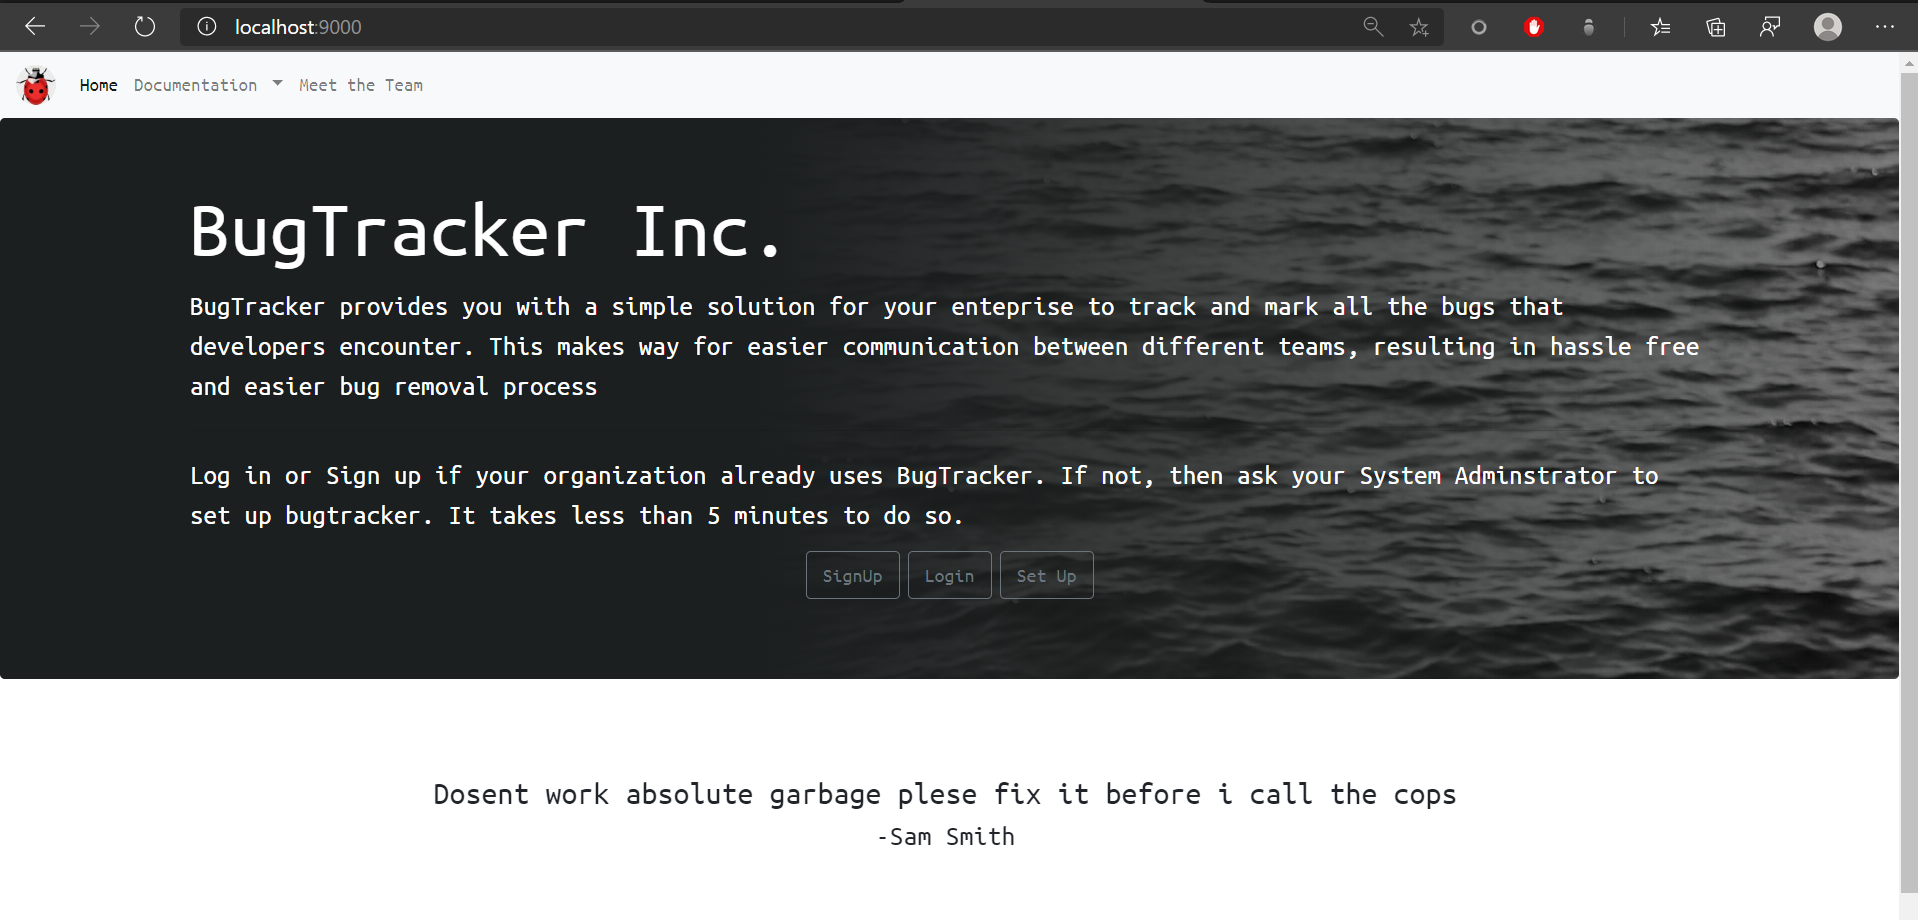 localhost:9000
Home Documentation Meet the Team
BugTracker Inc.
BugTracker provides you with a simple solution for your enteprise to track and mark all the bugs that
developers encounter. This makes way for easier communication between different teams, resulting in hassle free
and easier bug removal process
Log in or Sign up if your organization already uses BugTracker. If not, then ask your System Adminstrator to
set up bugtracker. It takes less than 5 minutes to do so.
SignUp Login Set Up
Dosent work absolute garbage plese fix it before i call the cops
-Sam Smith